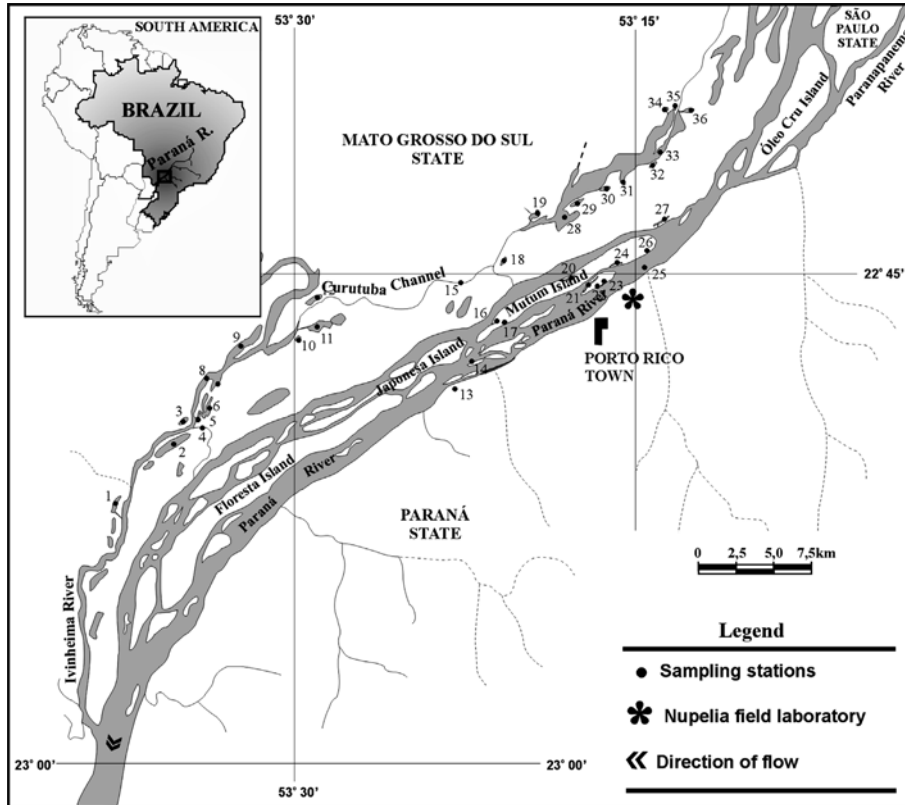 SOUTH AMERICA
BRAZIL
Paraná R.
53° 30'
53° 15'
SÃO
PAULO
STATE
Paranapanema
River
Óleo Cru Island
MATO GROSSO DO SUL
STATE
34
35
36
33
32
31
30
29
28
19
27
26
18
24
20
22° 45'
Curutuba Channel
15
Mutum Island
21
23
25
16
17
Paraná River
9
10
11
PORTO RICO
TOWN
Japonesa Island
14
13
8
6
3
5
4
2
1
Floresta Island
Paraná
River
PARANÁ
STATE
0
2,5
5,0
7,5km
Ivinheima River
Legend
Sampling stations
Nupelia field laboratory
Direction of flow
23° 00'
53° 30'
23° 00'